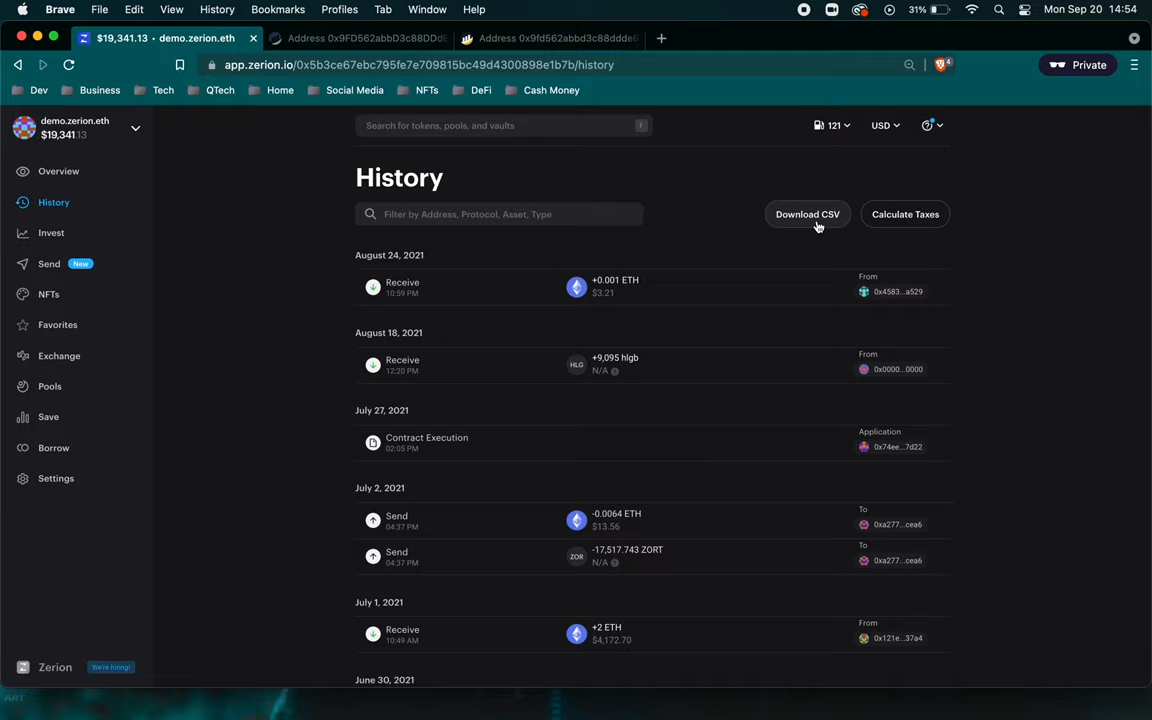 Brave File Edit View History Bookmarks Profiles Tab Window Help 31% Mon Sep 20 14:54
$19,341.13 · demo.zerion.eth Address 0x9FD562abbD3c88DDd Address 0x9fd562abbd3c88ddde6
app.zerion.io/0x5b3ce67ebc795fe7e709815bc49d4300898e1b7b/history 4 Private
Dev Business Tech QTech Home Social Media NFTs DeFi Cash Money
demo.zerion.eth
$19,341.13
Search for tokens, pools, and vaults F 121 USD
Overview
History
Invest
Send New
NFTs
Favorites
Exchange
Pools
Save
Borrow
Settings
Zerion We're hiring!
History
Filter by Address, Protocol, Asset, Type Download CSV Calculate Taxes
August 24, 2021
Receive +0.001 ETH From
10:59 PM $3.21 0x4583...a529
August 18, 2021
Receive HLG +9,095 hlgb From
12:20 PM N/A 0x0000...0000
July 27, 2021
Contract Execution Application
02:05 PM 0x74ee...7d22
July 2, 2021
Send -0.0064 ETH To
04:37 PM $13.56 0xa277...cea6
Send ZOR -17,517.743 ZORT To
04:37 PM N/A 0xa277...cea6
July 1, 2021
Receive +2 ETH From
10:49 AM $4,172.70 0x121e...37a4
June 30, 2021
ART